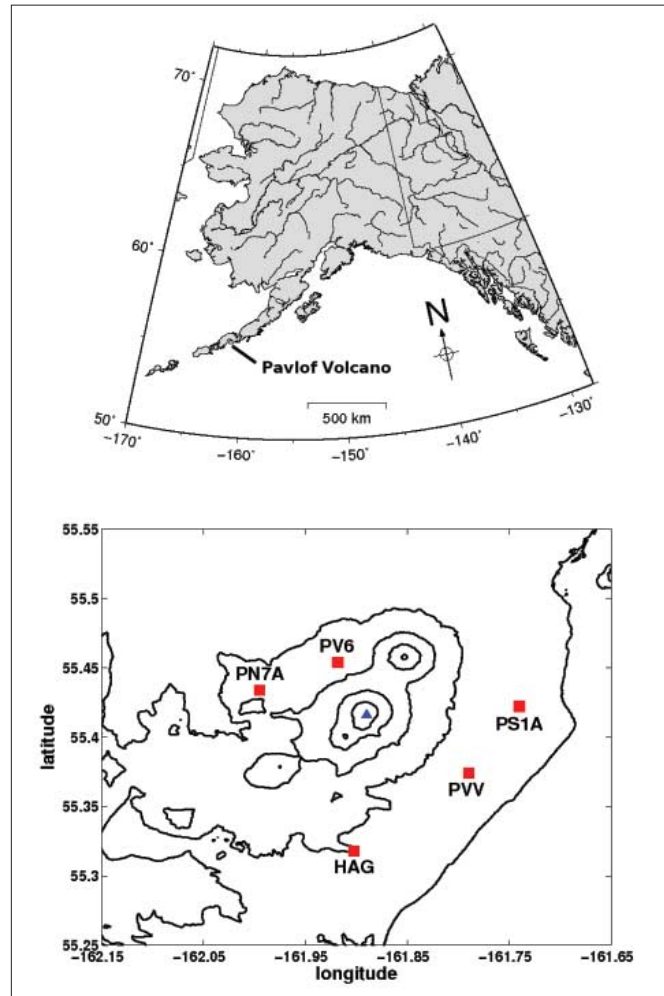 70°
60°
N
Pavlof Volcano
50°
500 km
-170°
-160°
-150°
-140°
-130°
55.55
55.5
55.45
55.4
55.35
55.3
55.25
latitude
PV6
PN7A
PS1A
PVV
HAG
-162.15
-162.05
-161.95
-161.85
-161.75
-161.65
longitude